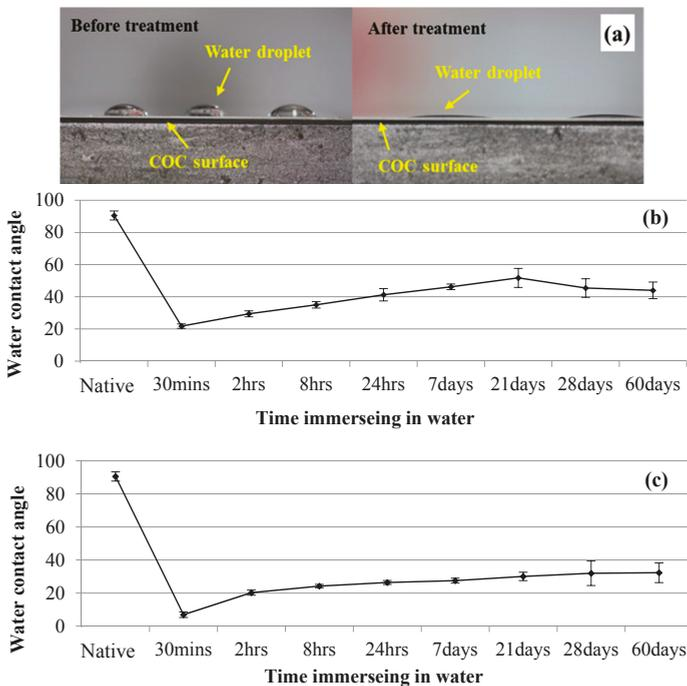 Before treatment
After treatment
(a)
Water droplet
Water droplet
COC surface
COC surface
(b)
Water contact angle
100
80
60
40
20
0
Native 30mins 2hrs 8hrs 24hrs 7days 21days 28days 60days
Time immerseing in water
(c)
Water contact angle
100
80
60
40
20
0
Native 30mins 2hrs 8hrs 24hrs 7days 21days 28days 60days
Time immerseing in water